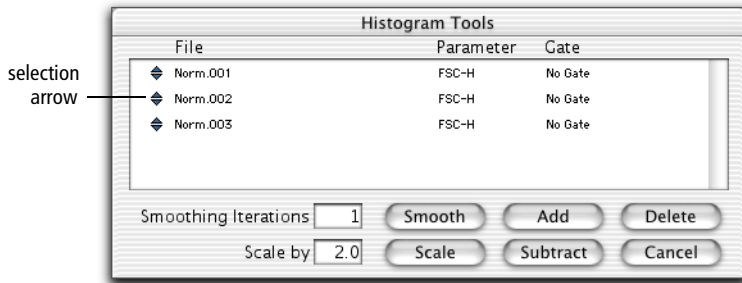 Histogram Tools
File Parameter Gate
selection arrow
Norm.001 FSC-H No Gate
Norm.002 FSC-H No Gate
Norm.003 FSC-H No Gate
Smoothing Iterations 1 Smooth Add Delete
Scale by 2.0 Scale Subtract Cancel